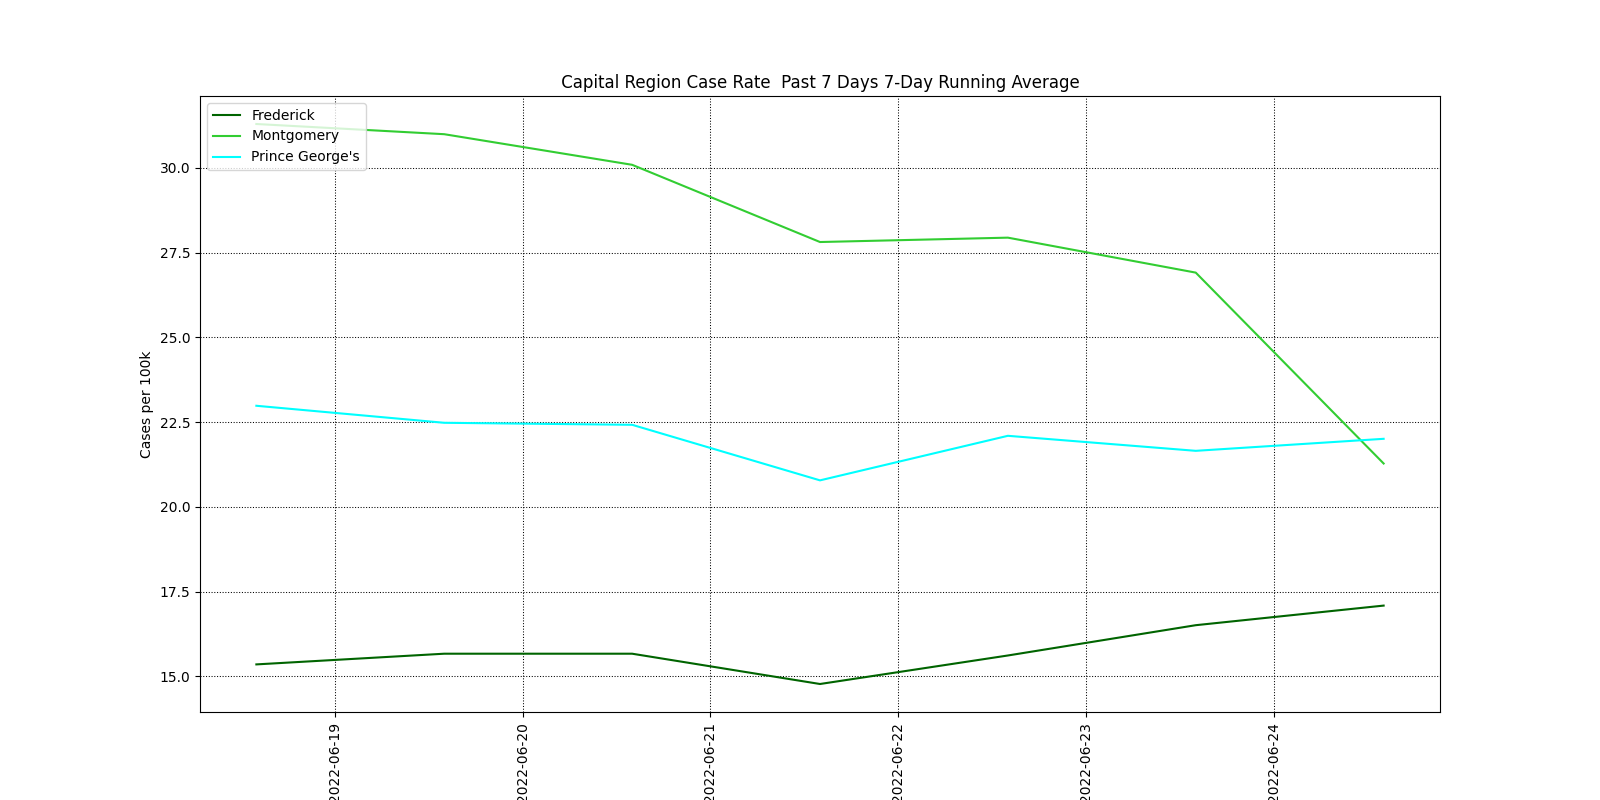 Capital Region Case Rate  Past 7 Days 7-Day Running Average
Frederick
Montgomery
Prince George's
Cases per 100k
30.0
27.5
25.0
22.5
20.0
17.5
15.0
2022-06-19
2022-06-20
2022-06-21
2022-06-22
2022-06-23
2022-06-24